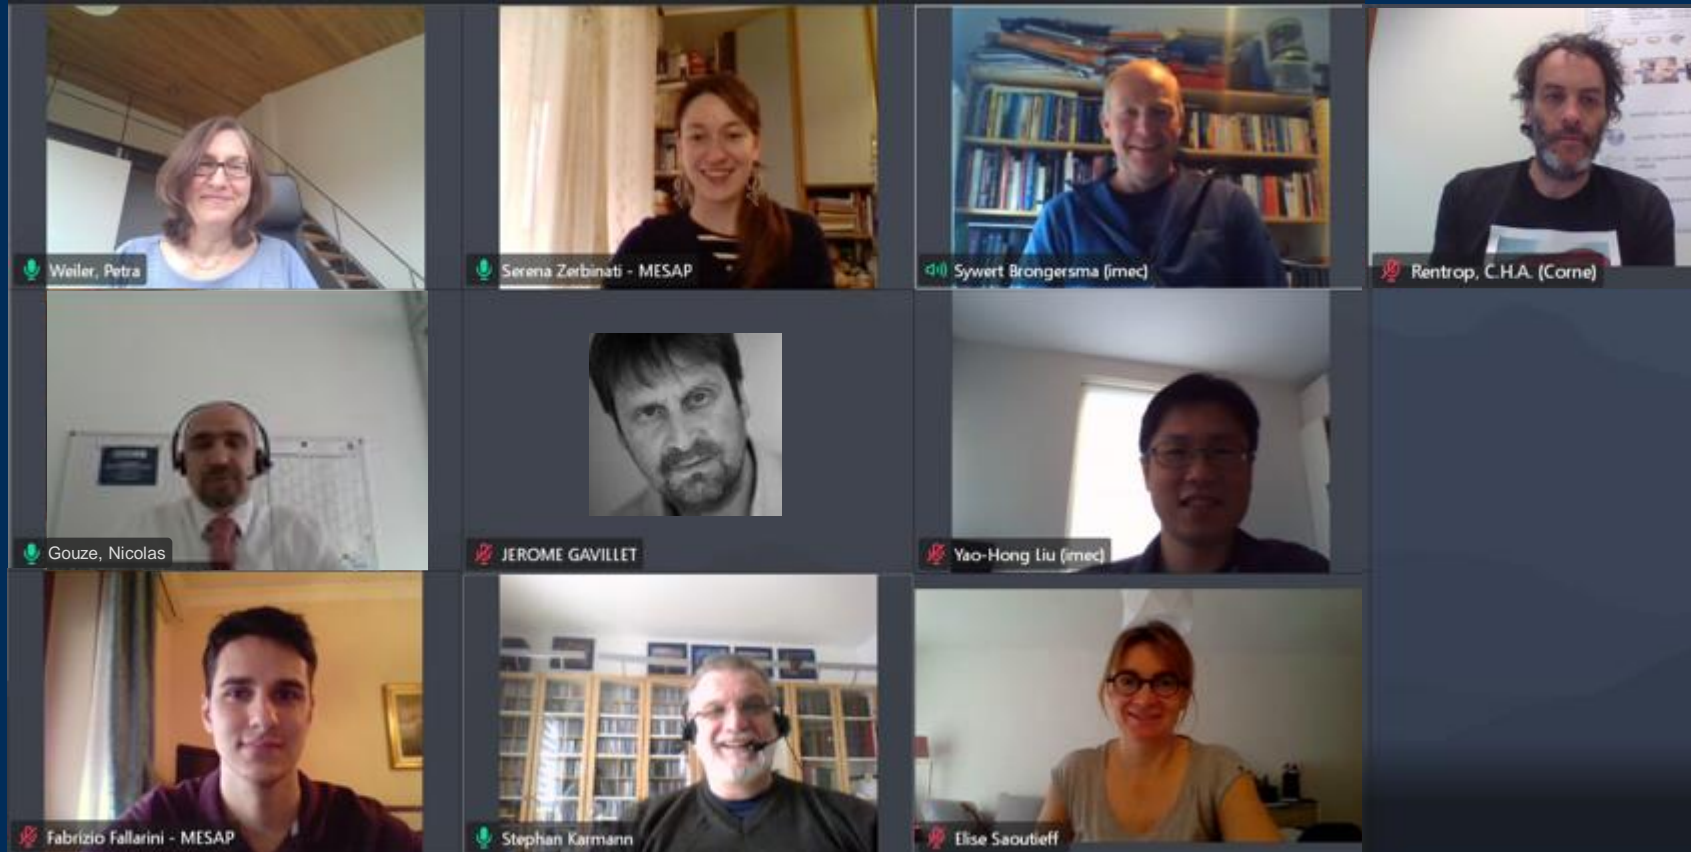 Weiler, Petra
Serena Zerbinati - MESAP
Sywert Brongersma (imec)
Rentrop, C.H.A. (Corne)
Gouze, Nicolas
JEROME GAVILLET
Yao-Hong Liu (imec)
Fabrizio Fallarini - MESAP
Stephan Karmann
Elise Saoutieff